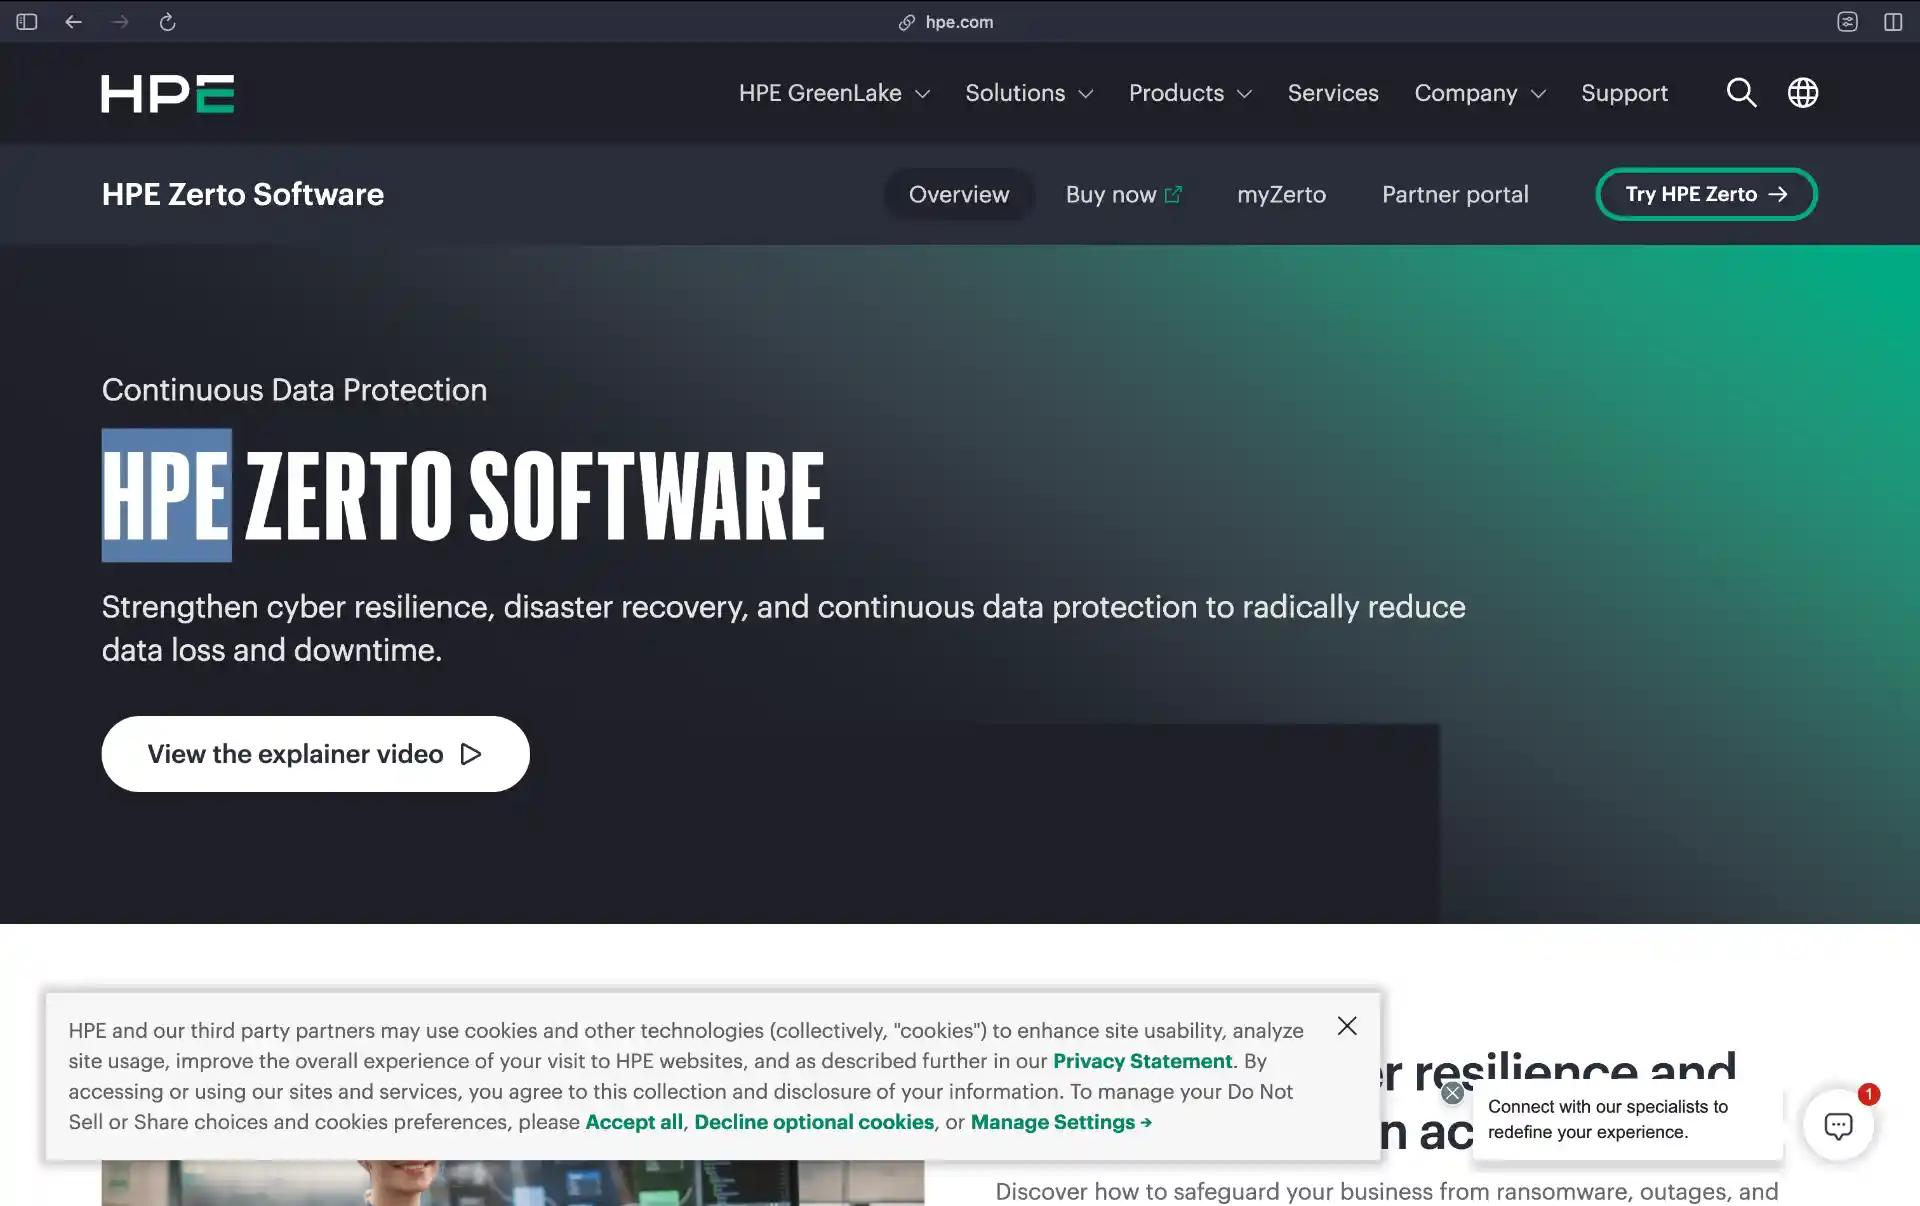 hpe.com
HPE
HPE GreenLake
Solutions
Products
Services
Company
Support
HPE Zerto Software
Overview
Buy now
myZerto
Partner portal
Try HPE Zerto →
Continuous Data Protection
HPE ZERTO SOFTWARE
Strengthen cyber resilience, disaster recovery, and continuous data protection to radically reduce
data loss and downtime.
View the explainer video
HPE and our third party partners may use cookies and other technologies (collectively, "cookies") to enhance site usability, analyze
site usage, improve the overall experience of your visit to HPE websites, and as described further in our Privacy Statement. By
accessing or using our sites and services, you agree to this collection and disclosure of your information. To manage your Do Not
Sell or Share choices and cookies preferences, please Accept all, Decline optional cookies, or Manage Settings →
resilience and
Connect with our specialists to
redefine your experience.
1
Discover how to safeguard your business from ransomware, outages, and